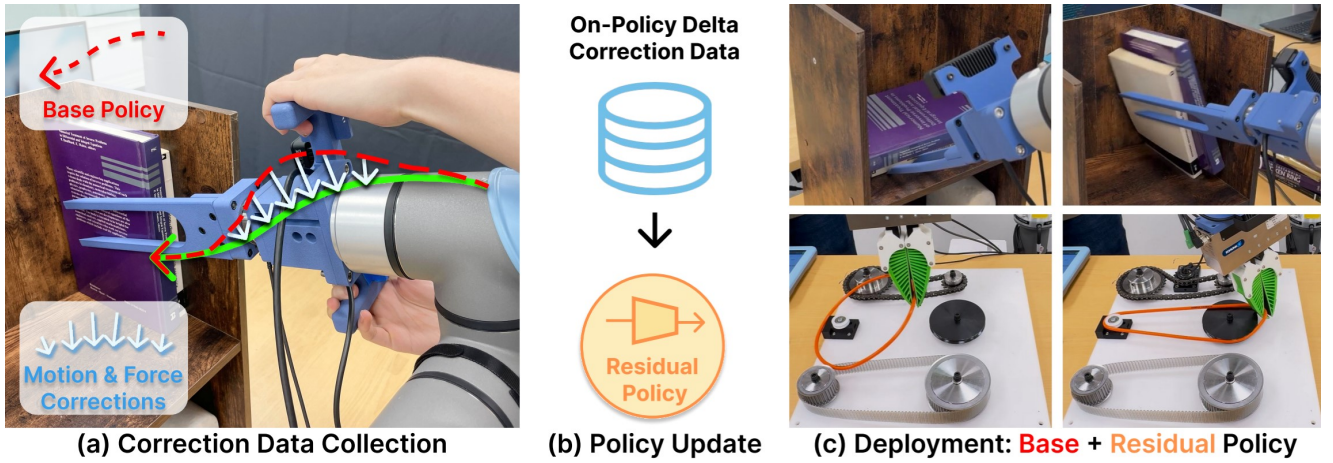 Base Policy
Motion & Force
Corrections
(a) Correction Data Collection
On-Policy Delta
Correction Data
Residual
Policy
(b) Policy Update
(c) Deployment: Base + Residual Policy